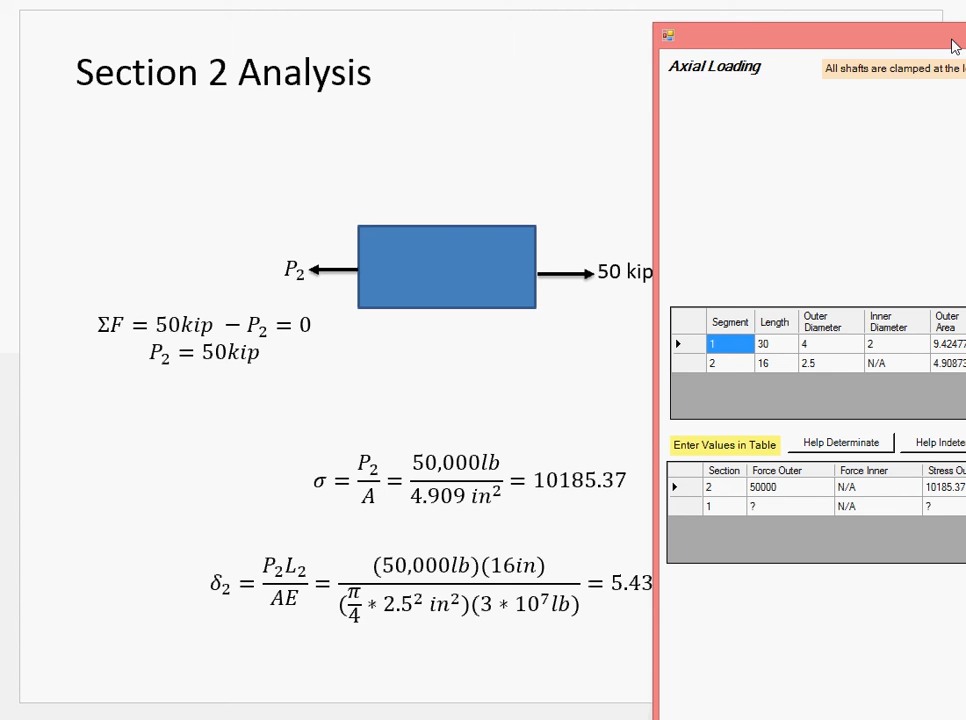 Section 2 Analysis
P₂
50 kip
ΣF = 50kip − P₂ = 0
P₂ = 50kip
σ = P₂/A = 50,000lb/4.909 in² = 10185.37
δ₂ = P₂L₂/AE = (50,000lb)(16in)/(π/4 * 2.5² in²)(3 * 10⁷lb) = 5.43
Axial Loading
All shafts are clamped at the
Segment Length Outer Diameter Inner Diameter Outer Area
1 30 4 2 9.42477
2 16 2.5 N/A 4.90873
Enter Values in Table Help Determinate Help Indete
Section Force Outer Force Inner Stress Ou
2 50000 N/A 10185.37
1 ? N/A ?